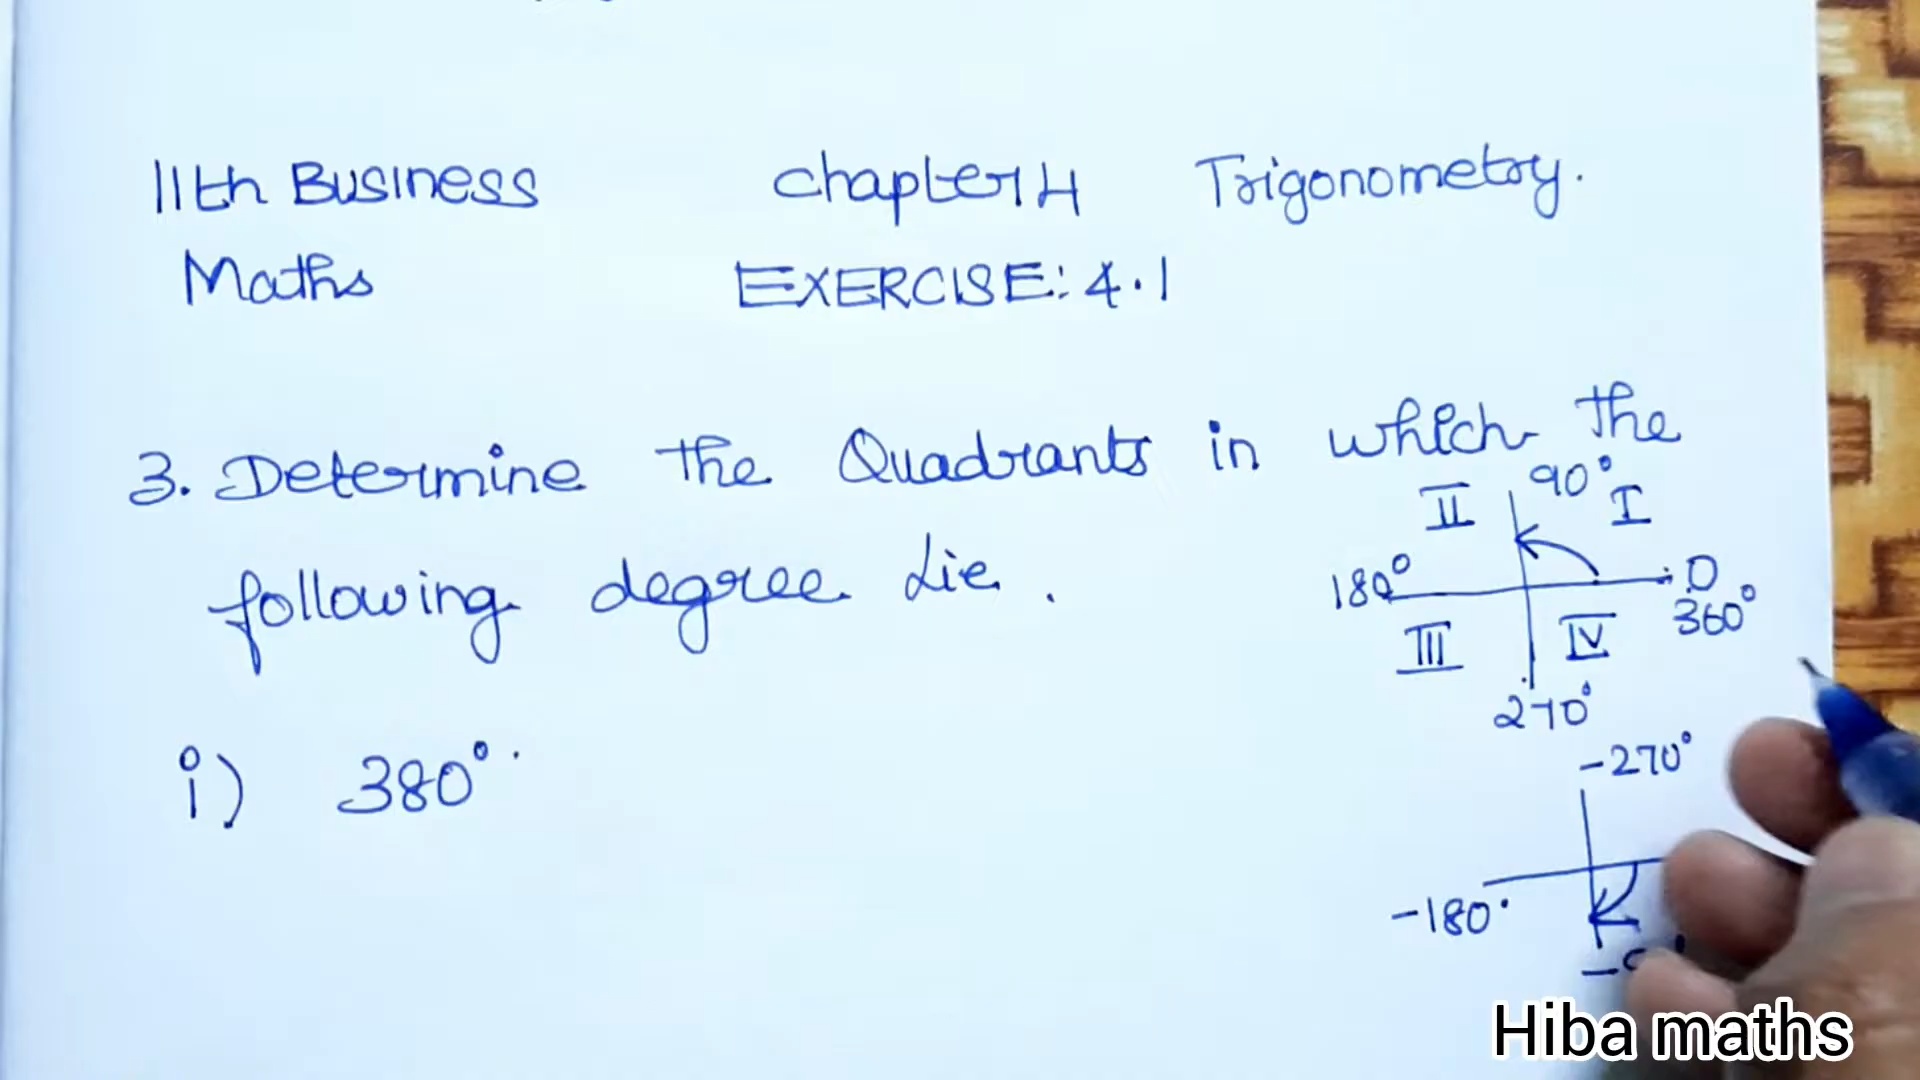 11th Business Chapter 4 Trigonometry.
Maths EXERCISE: 4.1
3. Determine the Quadrants in which the
following degree Lie.
90°
II I
180° 0
360°
III IV
270°
i) 380°
-270°
-180°
Hiba maths